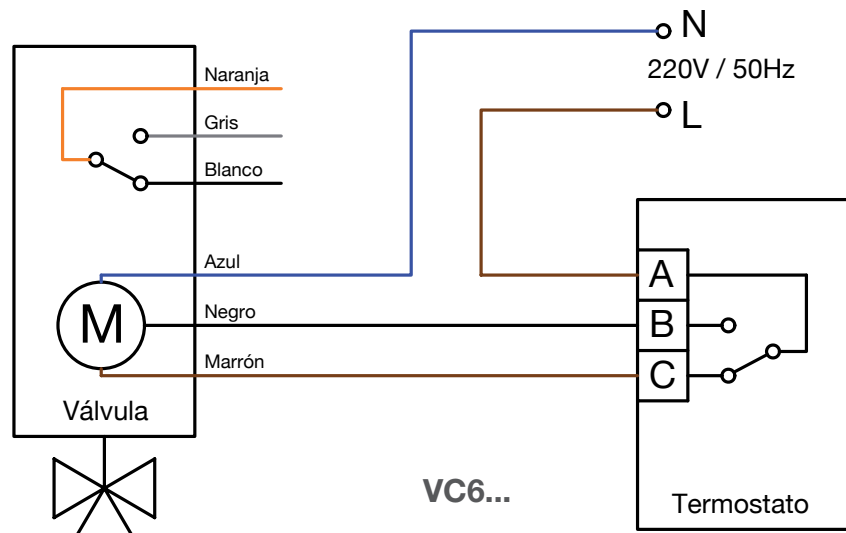 N
Naranja
220V / 50Hz
Gris
L
Blanco
Azul
A
M
Negro
B
Marrón
C
Válvula
VC6...
Termostato